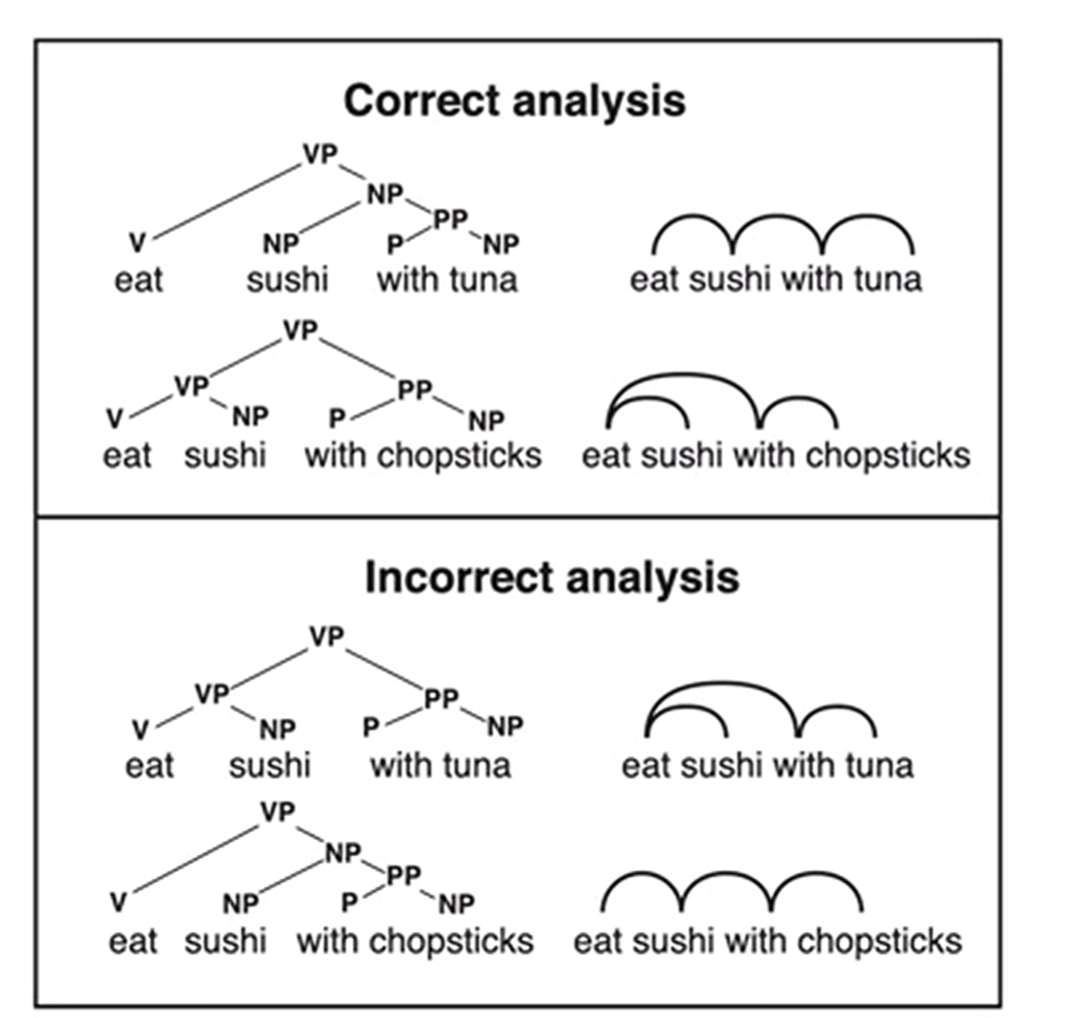 Correct analysis
VP
NP
PP
V NP P NP
eat sushi with tuna
eat sushi with tuna
VP
VP PP
V NP P NP
eat sushi with chopsticks
eat sushi with chopsticks
Incorrect analysis
VP
VP PP
V NP P NP
eat sushi with tuna
eat sushi with tuna
VP
NP
PP
V NP P NP
eat sushi with chopsticks
eat sushi with chopsticks